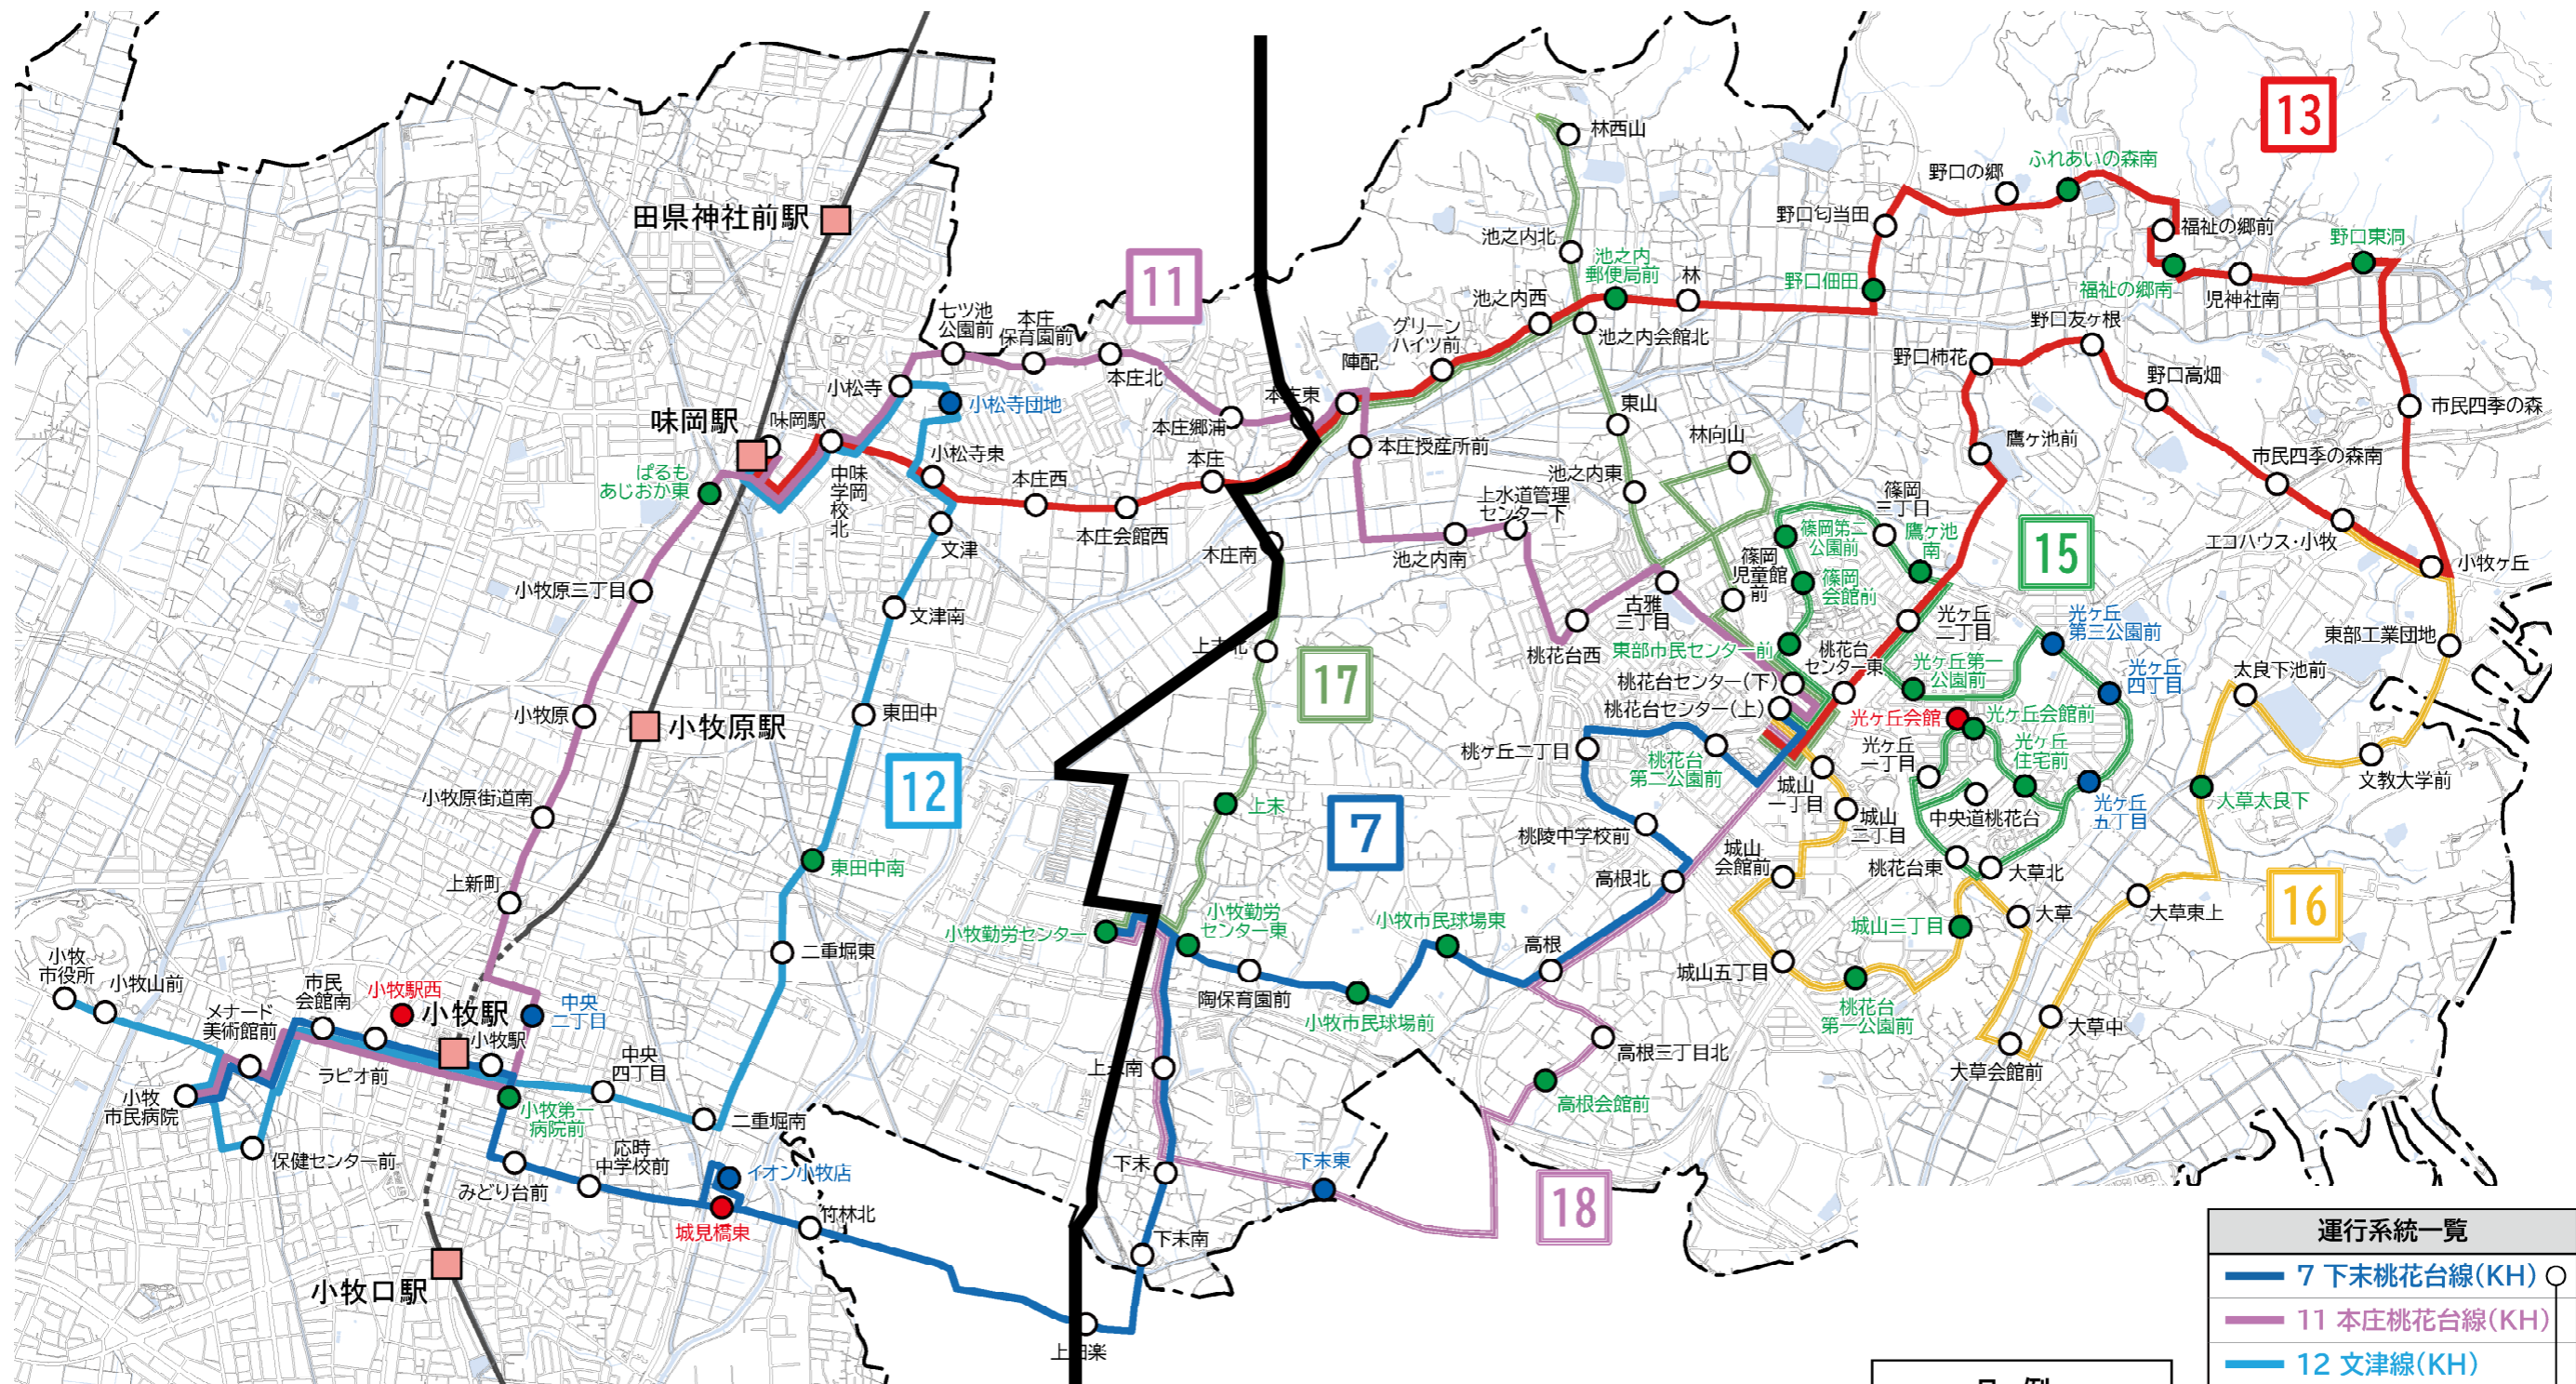 13
田県神社前駅
11
林西山
池之内北
池之内
郵便局前
林
池之内西
グリーン
ハイツ前
池之内会館北
陣配
野口の郷
ふれあいの森南
野口匂当田
福祉の郷前
野口東洞
野口佃田
福祉の郷南
児神社南
野口友ヶ根
野口柿花
野口高畑
市民四季の森
鷹ヶ池前
市民四季の森南
エコハウス・小牧
小牧ヶ丘
七ツ池
公園前
本庄
保育園前
本庄北
小松寺
小松寺団地
本庄郷浦
味岡駅
味岡駅
ぱるも
あじおか東
味岡
中学校北
小松寺東
本庄西
本庄会館西
本庄
本庄授産所前
東山
林向山
池之内東
上水道管理
センター下
池之内南
篠岡
三丁目
篠岡第二
公園前
鷹ヶ池
南
15
篠岡
児童館
前
篠岡
会館前
古雅
三丁目
桃花台西
東部市民センター前
桃花台
センター東
光ヶ丘
二丁目
光ヶ丘
第三公園前
光ヶ丘第一
公園前
光ヶ丘
四丁目
太良下池前
東部工業団地
文津
本庄南
小牧原三丁目
文津南
17
桃花台センター(下)
桃花台センター(上)
光ヶ丘会館
光ヶ丘会館前
光ヶ丘
一丁目
光ヶ丘
住宅前
小牧原
小牧原駅
東田中
12
桃ヶ丘二丁目
桃花台
第二公園前
城山
一丁目
城山
二丁目
中央道桃花台
光ヶ丘
五丁目
大草太良下
文教大学前
小牧原街道南
上末
7
桃陵中学校前
城山
会館前
桃花台東
大草北
東田中南
上新町
高根北
大草
大草東上
16
小牧勤労センター
小牧勤労
センター東
小牧市民球場東
高根
城山三丁目
城山五丁目
小牧
市役所
小牧山前
市民
会館南
小牧駅西
小牧駅
中央
二丁目
二重堀東
陶保育園前
小牧市民球場前
桃花台
第一公園前
大草中
メナード
美術館前
小牧駅
ラピオ前
中央
四丁目
高根三丁目北
大草会館前
小牧
市民病院
小牧第一
病院前
二重堀南
高根会館前
保健センター前
応時
中学校前
みどり台前
イオン小牧店
下末
下末東
18
城見橋東
竹林北
下末南
小牧口駅
運行系統一覧
7 下末桃花台線(KH)
11 本庄桃花台線(KH)
12 文津線(KH)